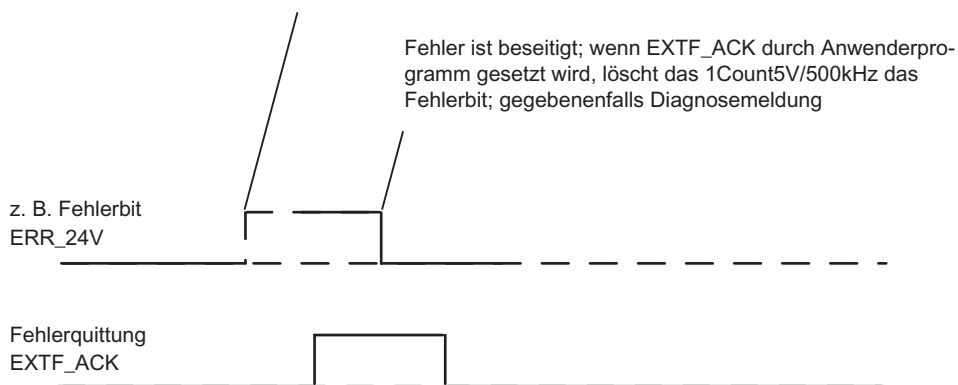 Fehler ist beseitigt; wenn EXTF_ACK durch Anwenderpro-
gramm gesetzt wird, löscht das 1Count5V/500kHz das
Fehlerbit; gegebenenfalls Diagnosemeldung
z. B. Fehlerbit
ERR_24V
Fehlerquittung
EXTF_ACK